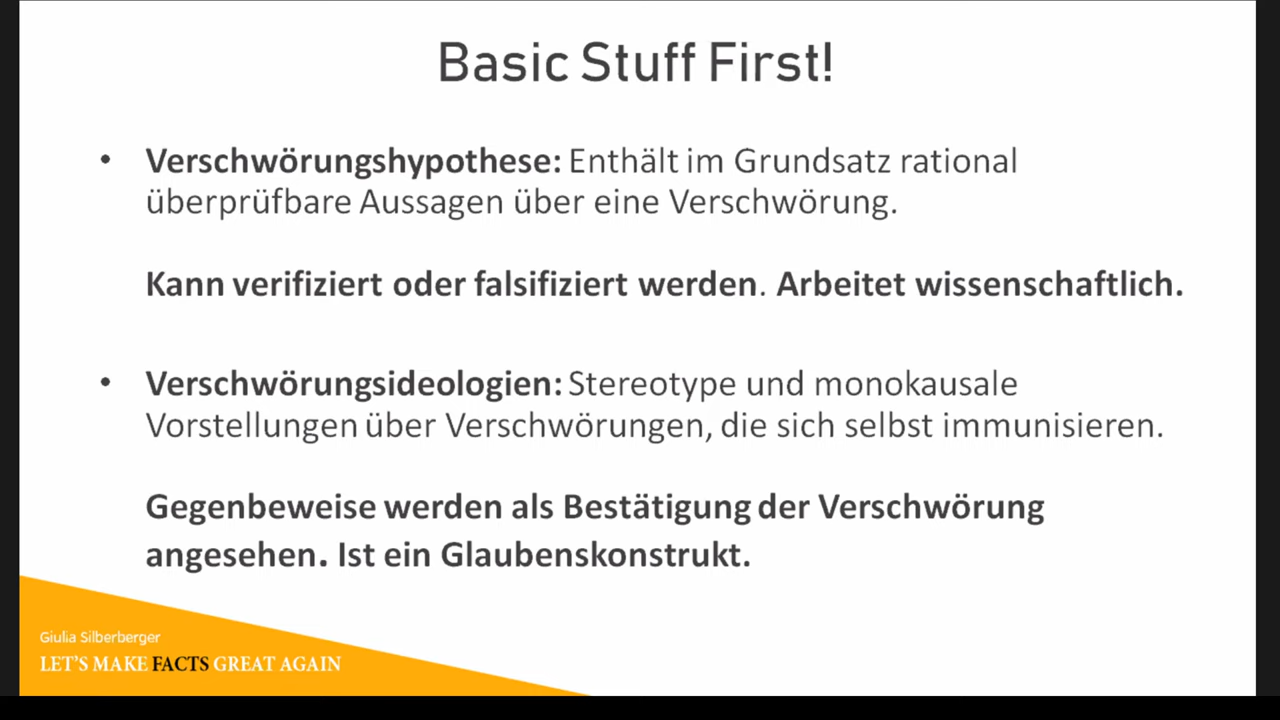 Basic Stuff First!
• Verschwörungshypothese: Enthält im Grundsatz rational
überprüfbare Aussagen über eine Verschwörung.
Kann verifiziert oder falsifiziert werden. Arbeitet wissenschaftlich.
• Verschwörungsideologien: Stereotype und monokausale
Vorstellungen über Verschwörungen, die sich selbst immunisieren.
Gegenbeweise werden als Bestätigung der Verschwörung
angesehen. Ist ein Glaubenskonstrukt.
Giulia Silberberger
LET'S MAKE FACTS GREAT AGAIN